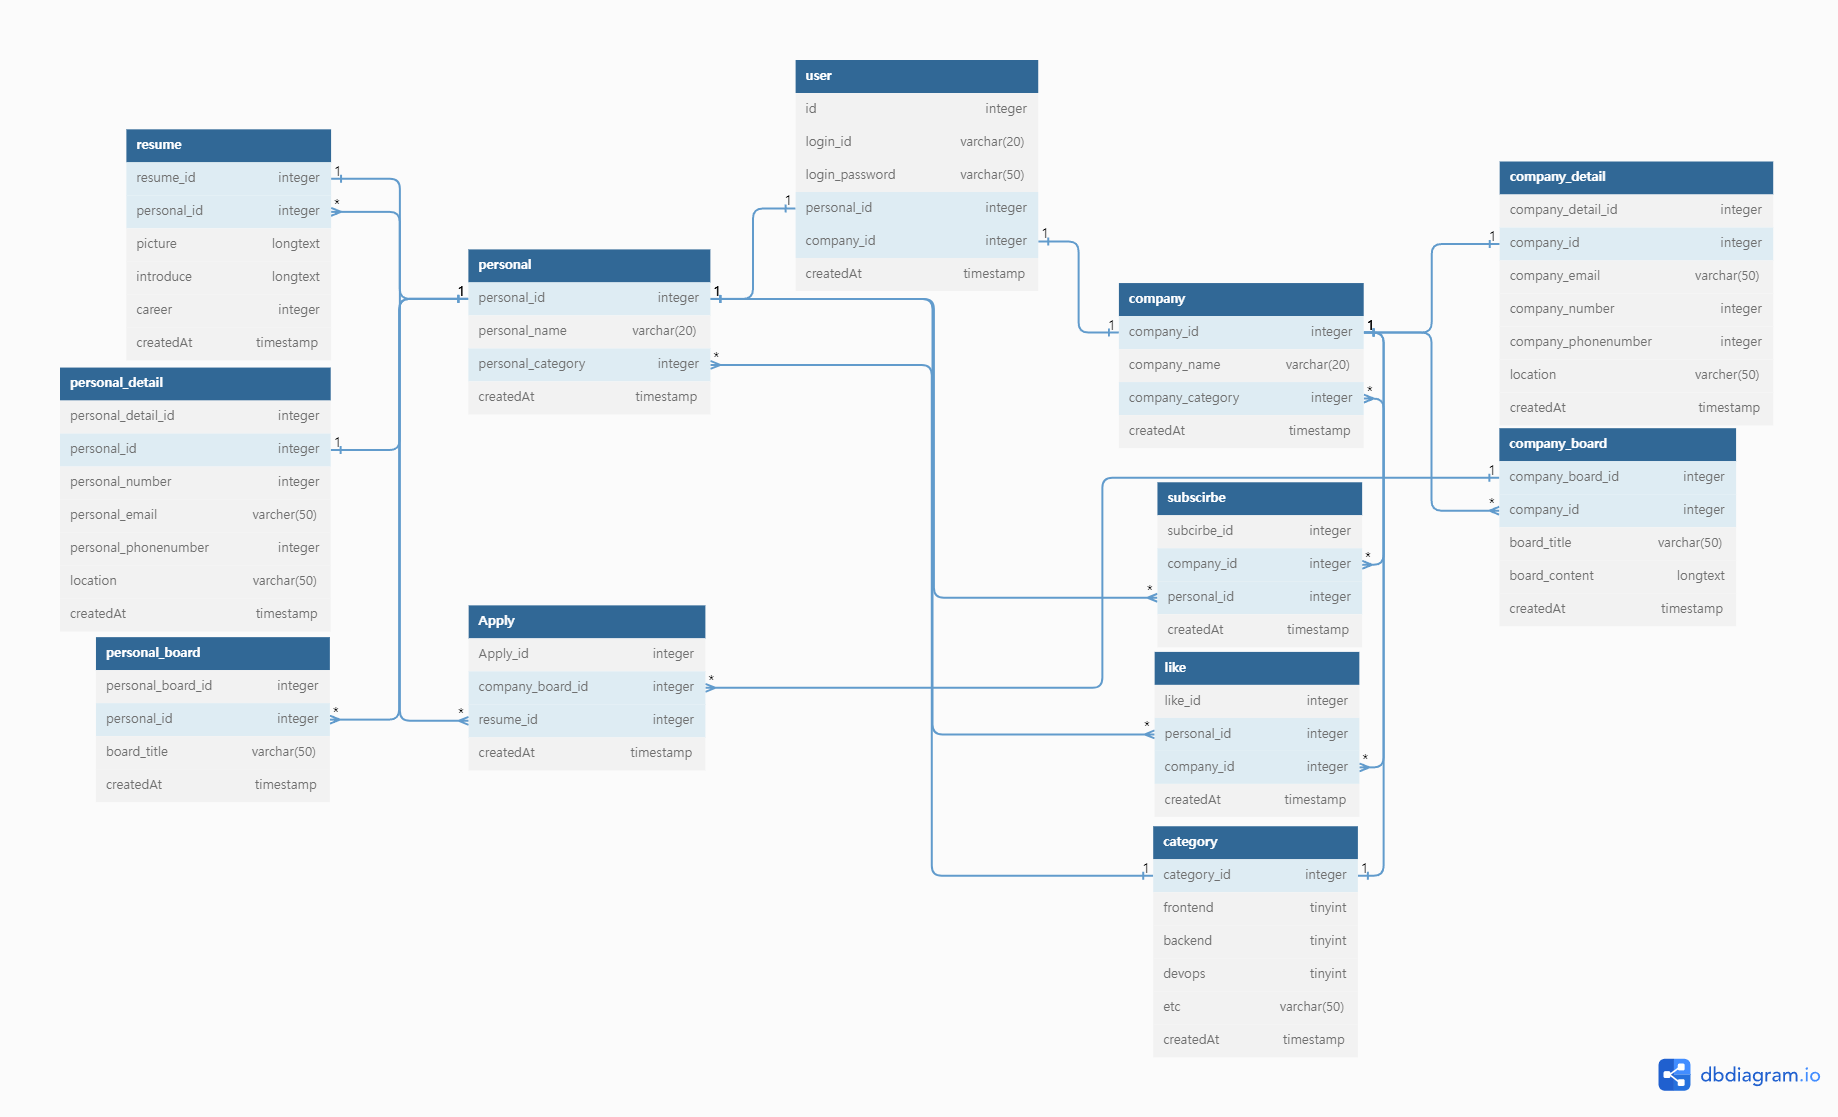 user
id integer
login_id varchar(20)
login_password varchar(50)
1 personal_id integer
company_id integer 1
createdAt timestamp
resume
resume_id integer 1
personal_id integer *
picture longtext
introduce longtext
career integer
createdAt timestamp
personal_detail
personal_detail_id integer
personal_id integer 1
personal_number integer
personal_email varcher(50)
personal_phonenumber integer
location varchar(50)
createdAt timestamp
personal_board
personal_board_id integer
personal_id integer *
board_title varchar(50)
createdAt timestamp
personal
1 personal_id integer 1
personal_name varchar(20)
personal_category integer *
createdAt timestamp
Apply
Apply_id integer
company_board_id integer *
* resume_id integer
createdAt timestamp
company
1 company_id integer 1
company_name varchar(20)
company_category integer *
createdAt timestamp
subscirbe
subcirbe_id integer
company_id integer *
* personal_id integer
createdAt timestamp
like
like_id integer
* personal_id integer
company_id integer *
createdAt timestamp
category
1 category_id integer 1
frontend tinyint
backend tinyint
devops tinyint
etc varchar(50)
createdAt timestamp
company_detail
company_detail_id integer
1 company_id integer
company_email varchar(50)
company_number integer
company_phonenumber integer
location varcher(50)
createdAt timestamp
company_board
1 company_board_id integer
* company_id integer
board_title varchar(50)
board_content longtext
createdAt timestamp
dbdiagram.io